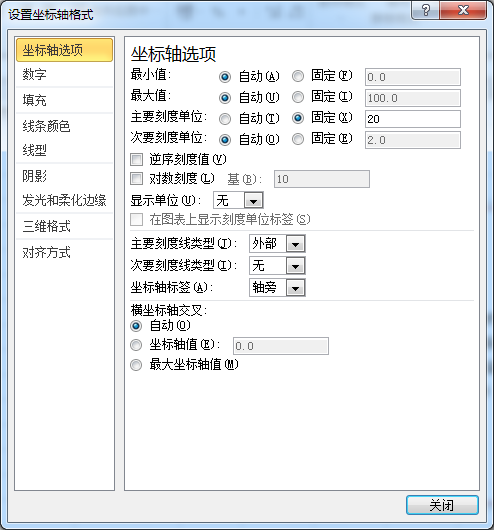 设置坐标轴格式
坐标轴选项
数字
填充
线条颜色
线型
阴影
发光和柔化边缘
三维格式
对齐方式
坐标轴选项
最小值: 自动(A) 固定(F) 0.0
最大值: 自动(U) 固定(I) 100.0
主要刻度单位: 自动(T) 固定(X) 20
次要刻度单位: 自动(O) 固定(E) 2.0
逆序刻度值(V)
对数刻度(L) 基(B): 10
显示单位(U): 无
在图表上显示刻度单位标签(S)
主要刻度线类型(J): 外部
次要刻度线类型(I): 无
坐标轴标签(A): 轴旁
横坐标轴交叉:
自动(O)
坐标轴值(E): 0.0
最大坐标轴值(M)
关闭